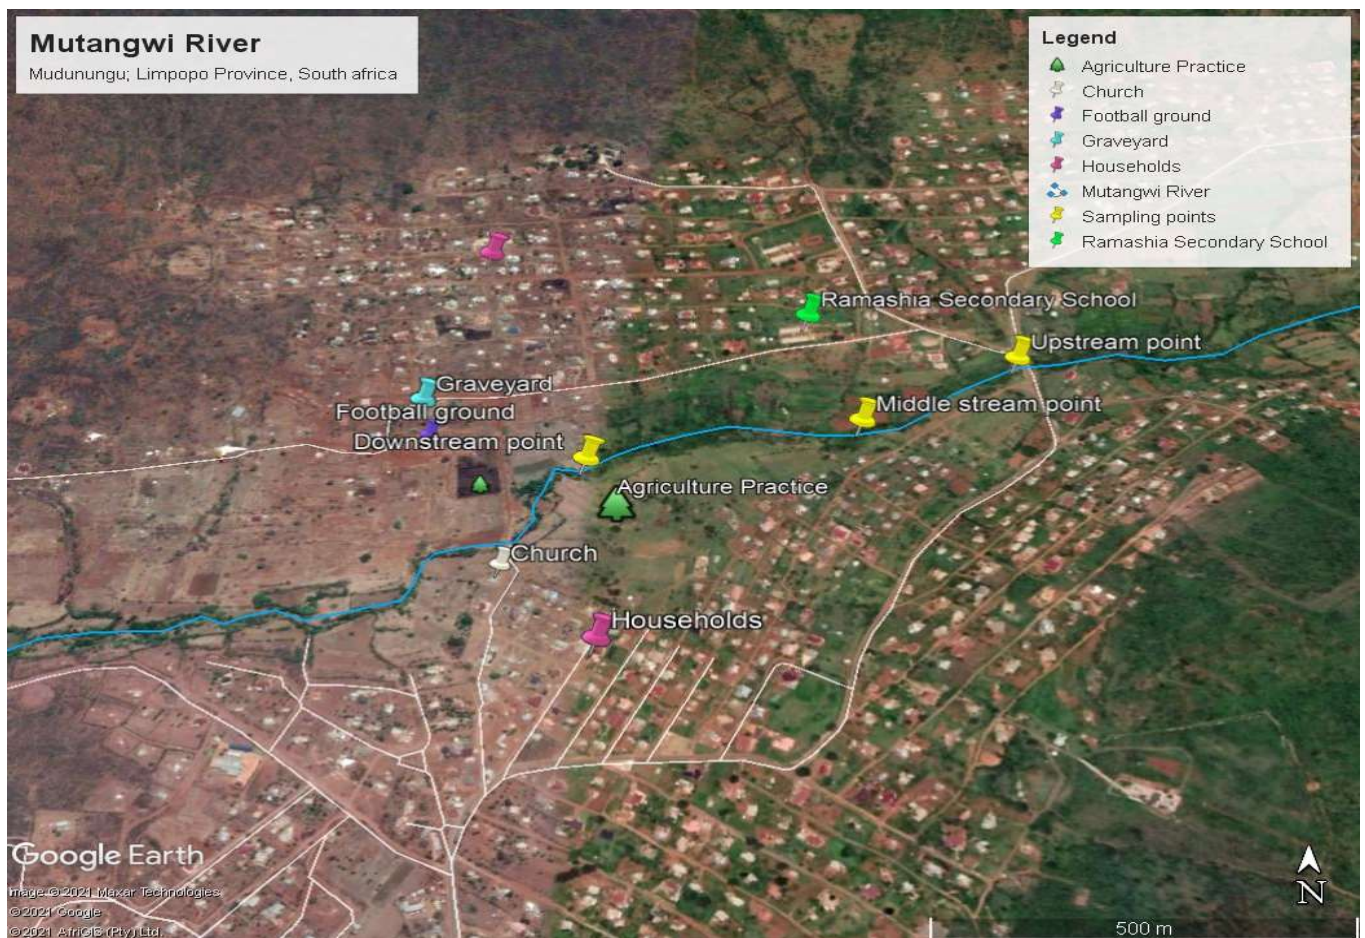 Mutangwi River
Mudunungu; Limpopo Province, South africa
Legend
Agriculture Practice
Church
Football ground
Graveyard
Households
Mutangwi River
Sampling points
Ramashia Secondary School
Ramashia Secondary School
Upstream point
Graveyard
Middle stream point
Football ground
Downstream point
Agriculture Practice
Church
Households
Google Earth
Image © 2021 Maxar Technologies
© 2021 Google
© 2021 AfriGIS (Pty) Ltd.
N
500 m